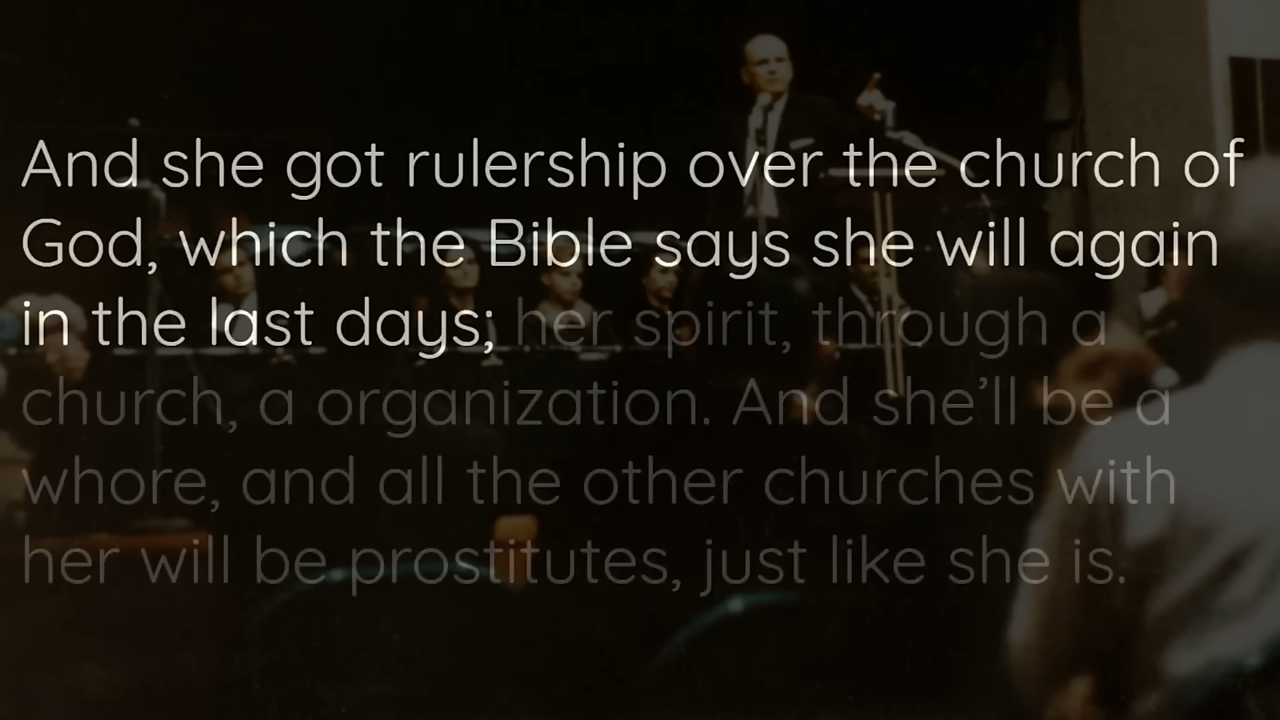 And she got rulership over the church of
God, which the Bible says she will again
in the last days; her spirit, through a
church, a organization. And she’ll be a
whore, and all the other churches with
her will be prostitutes, just like she is.